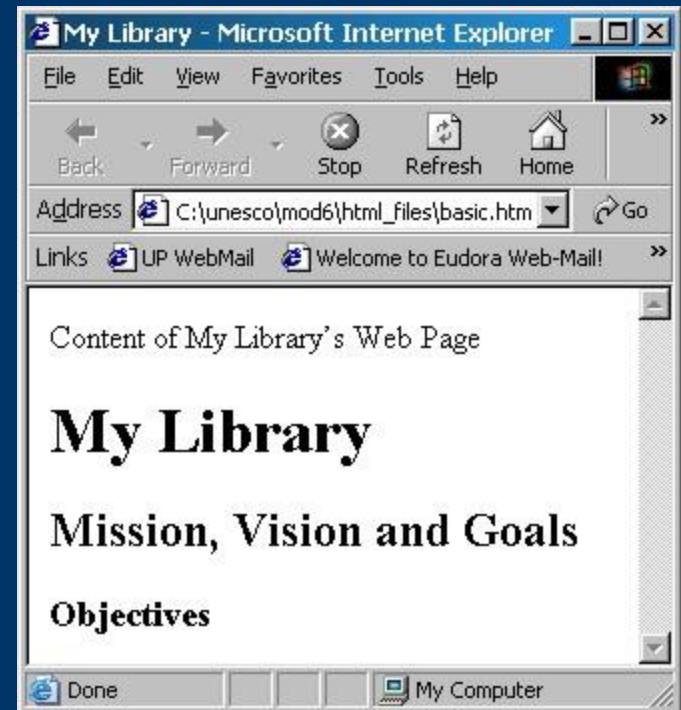 My Library - Microsoft Internet Explorer
File Edit View Favorites Tools Help
Back Forward Stop Refresh Home »
Address C:\unesco\mod6\html_files\basic.htm Go
Links UP WebMail Welcome to Eudora Web-Mail! »
Content of My Library’s Web Page
My Library
Mission, Vision and Goals
Objectives
Done My Computer